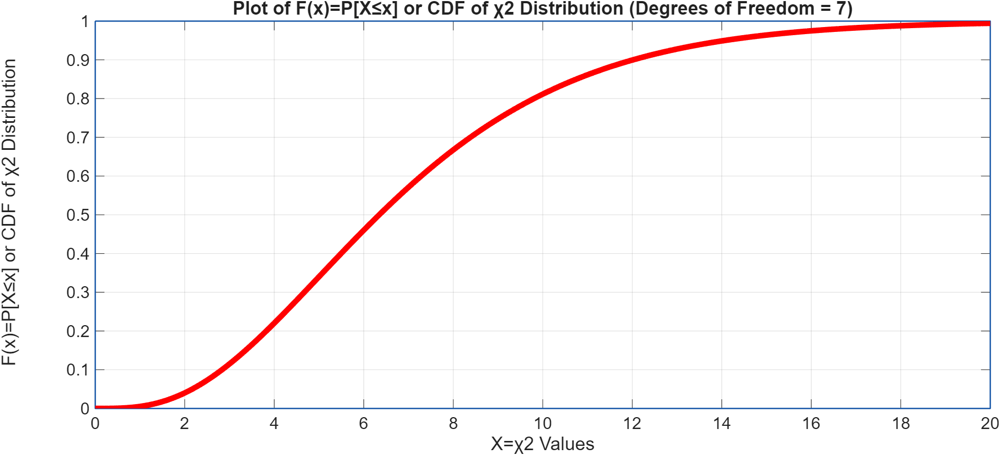 Plot of F(x)=P[X≤x] or CDF of χ2 Distribution (Degrees of Freedom = 7)
F(x)=P[X≤x] or CDF of χ2 Distribution
1
0.9
0.8
0.7
0.6
0.5
0.4
0.3
0.2
0.1
0
0 2 4 6 8 10 12 14 16 18 20
X=χ2 Values